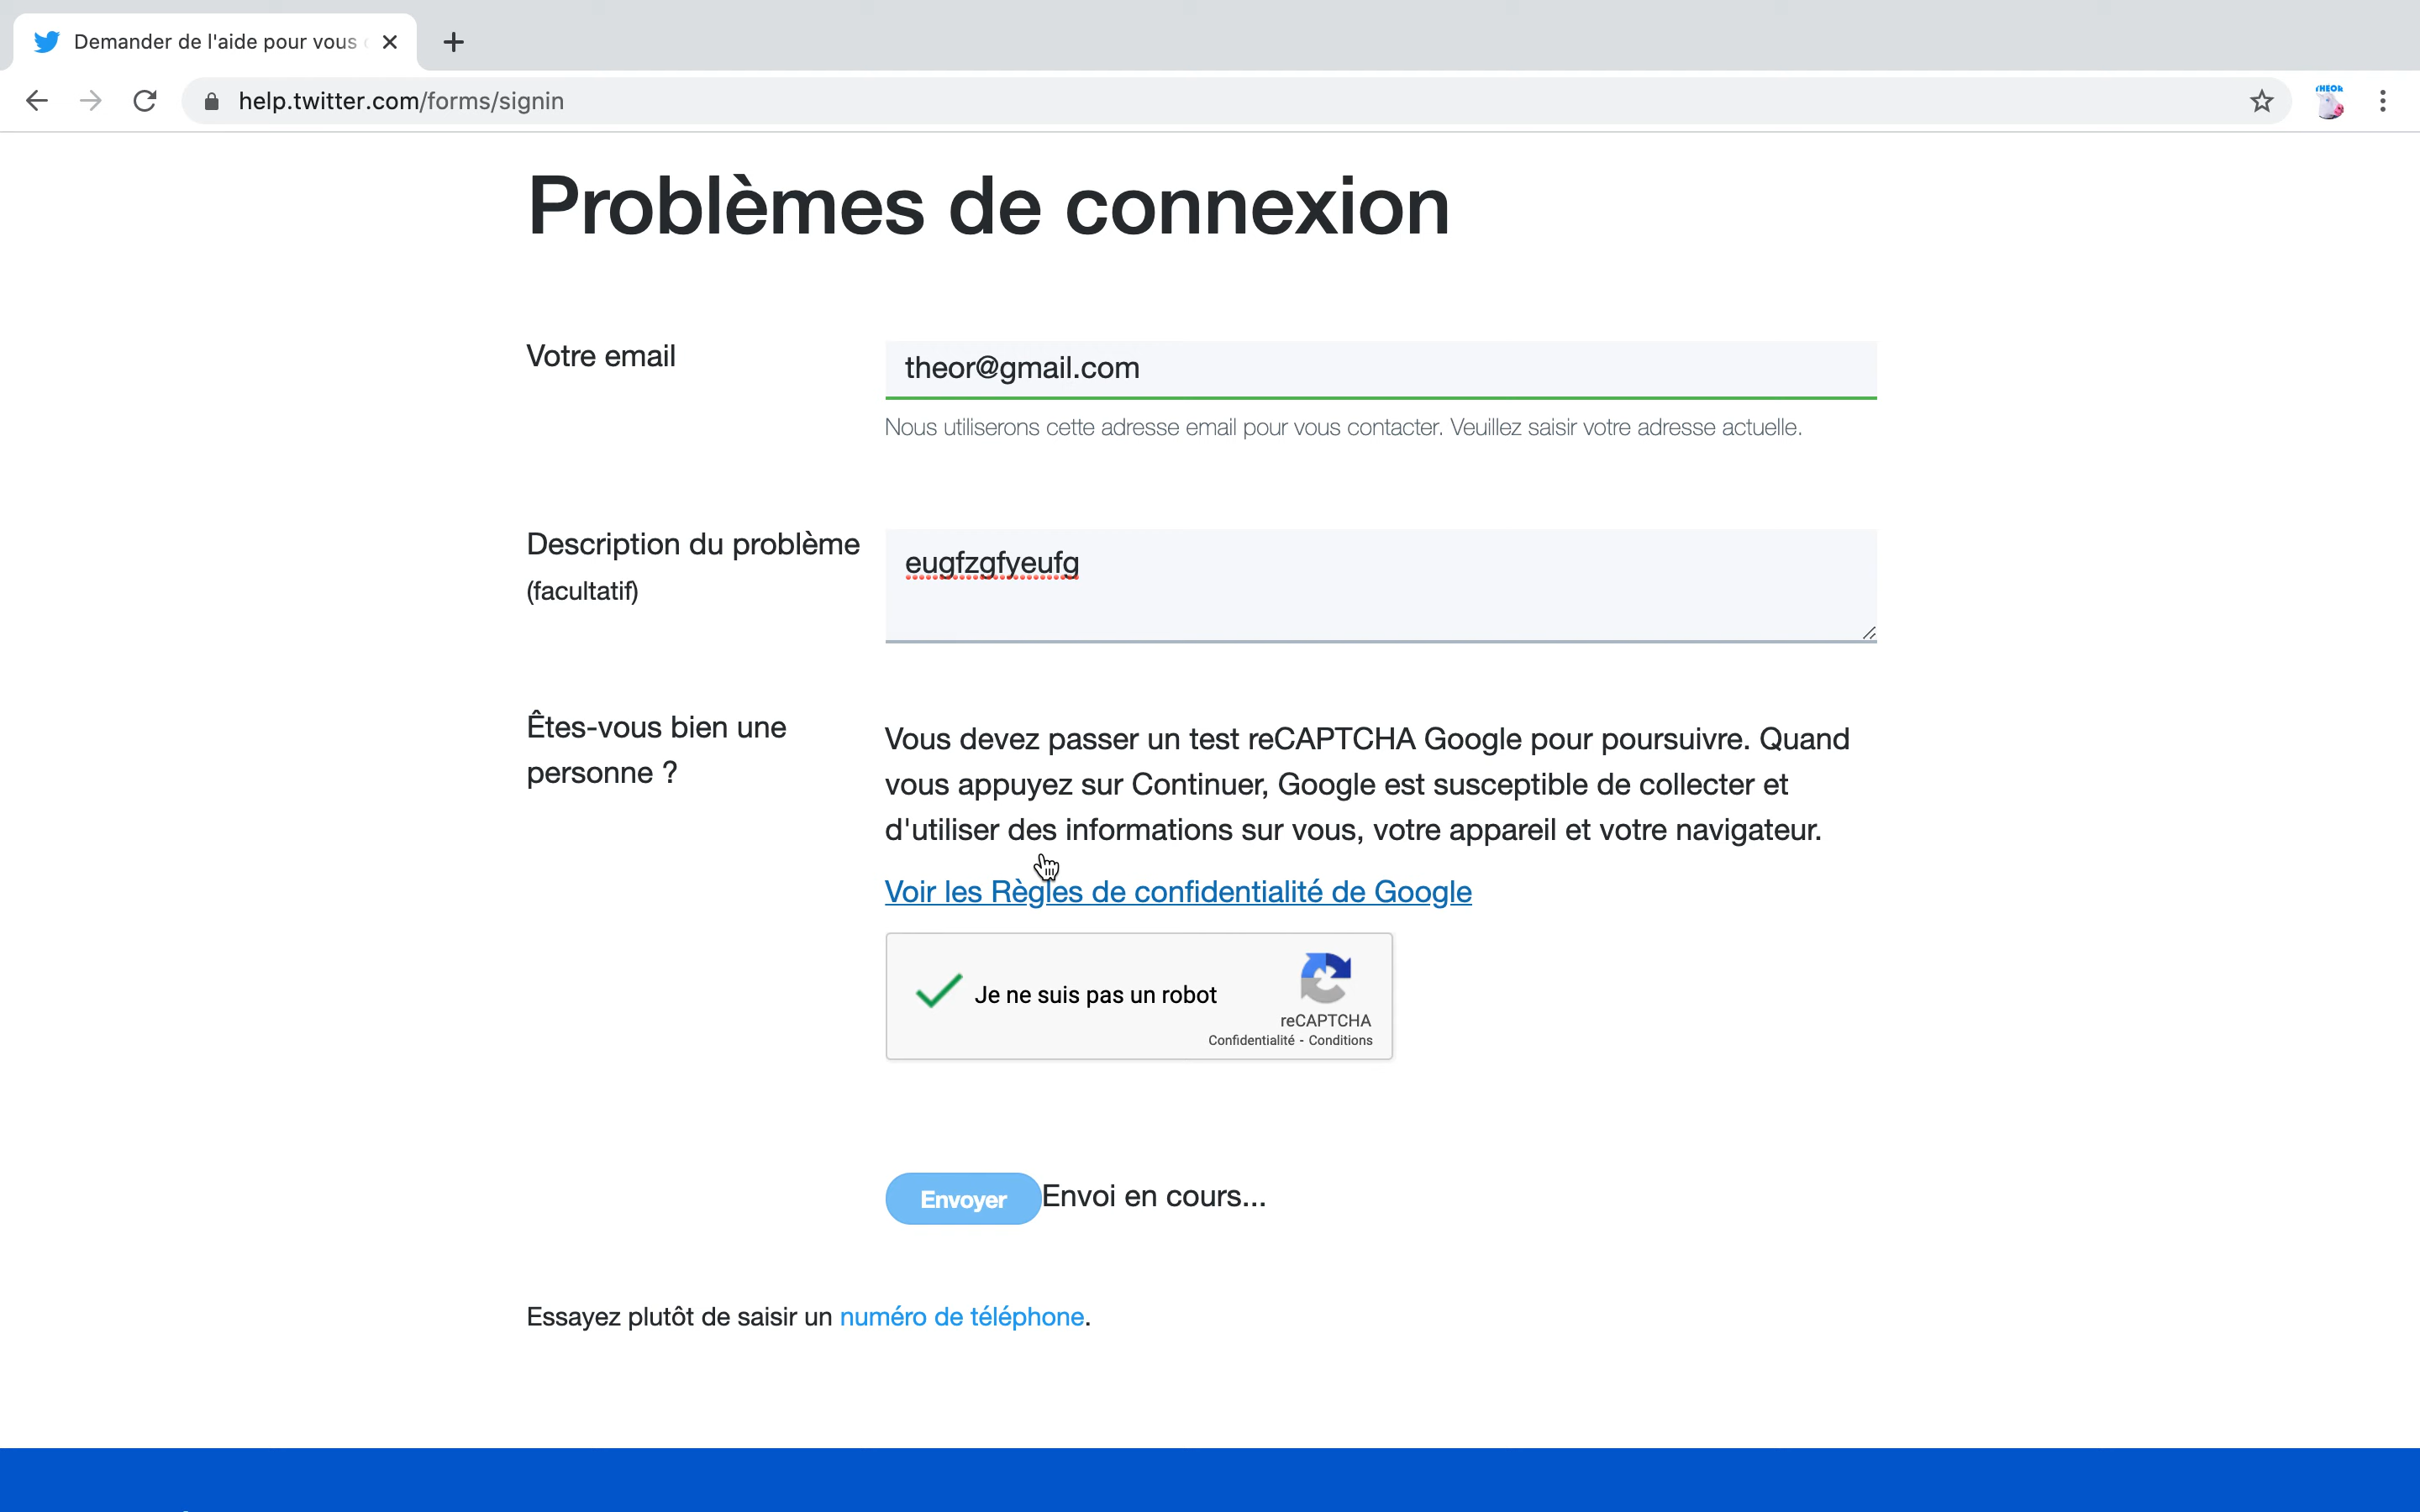 Demander de l'aide pour vous
help.twitter.com/forms/signin
THEOR
Problèmes de connexion
Votre email
theor@gmail.com
Nous utiliserons cette adresse email pour vous contacter. Veuillez saisir votre adresse actuelle.
Description du problème
(facultatif)
eugfzgfyeufg
Êtes-vous bien une
personne ?
Vous devez passer un test reCAPTCHA Google pour poursuivre. Quand
vous appuyez sur Continuer, Google est susceptible de collecter et
d'utiliser des informations sur vous, votre appareil et votre navigateur.
Voir les Règles de confidentialité de Google
Je ne suis pas un robot
reCAPTCHA
Confidentialité - Conditions
Envoyer Envoi en cours...
Essayez plutôt de saisir un numéro de téléphone.